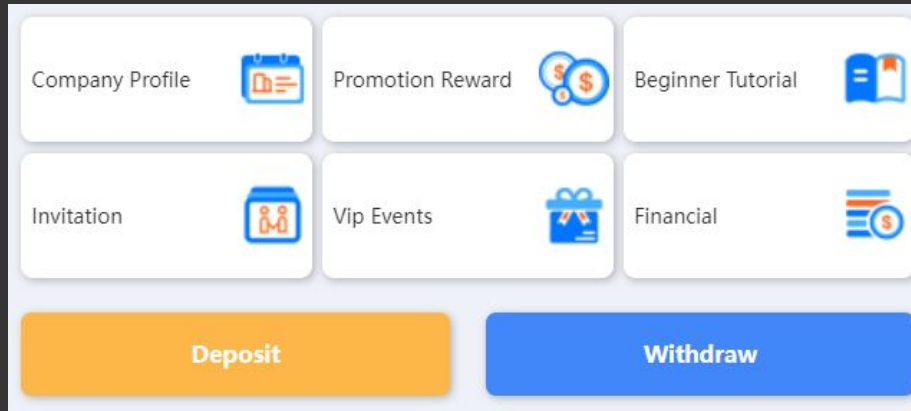 Company Profile
Promotion Reward
Beginner Tutorial
Invitation
Vip Events
Financial
Deposit
Withdraw